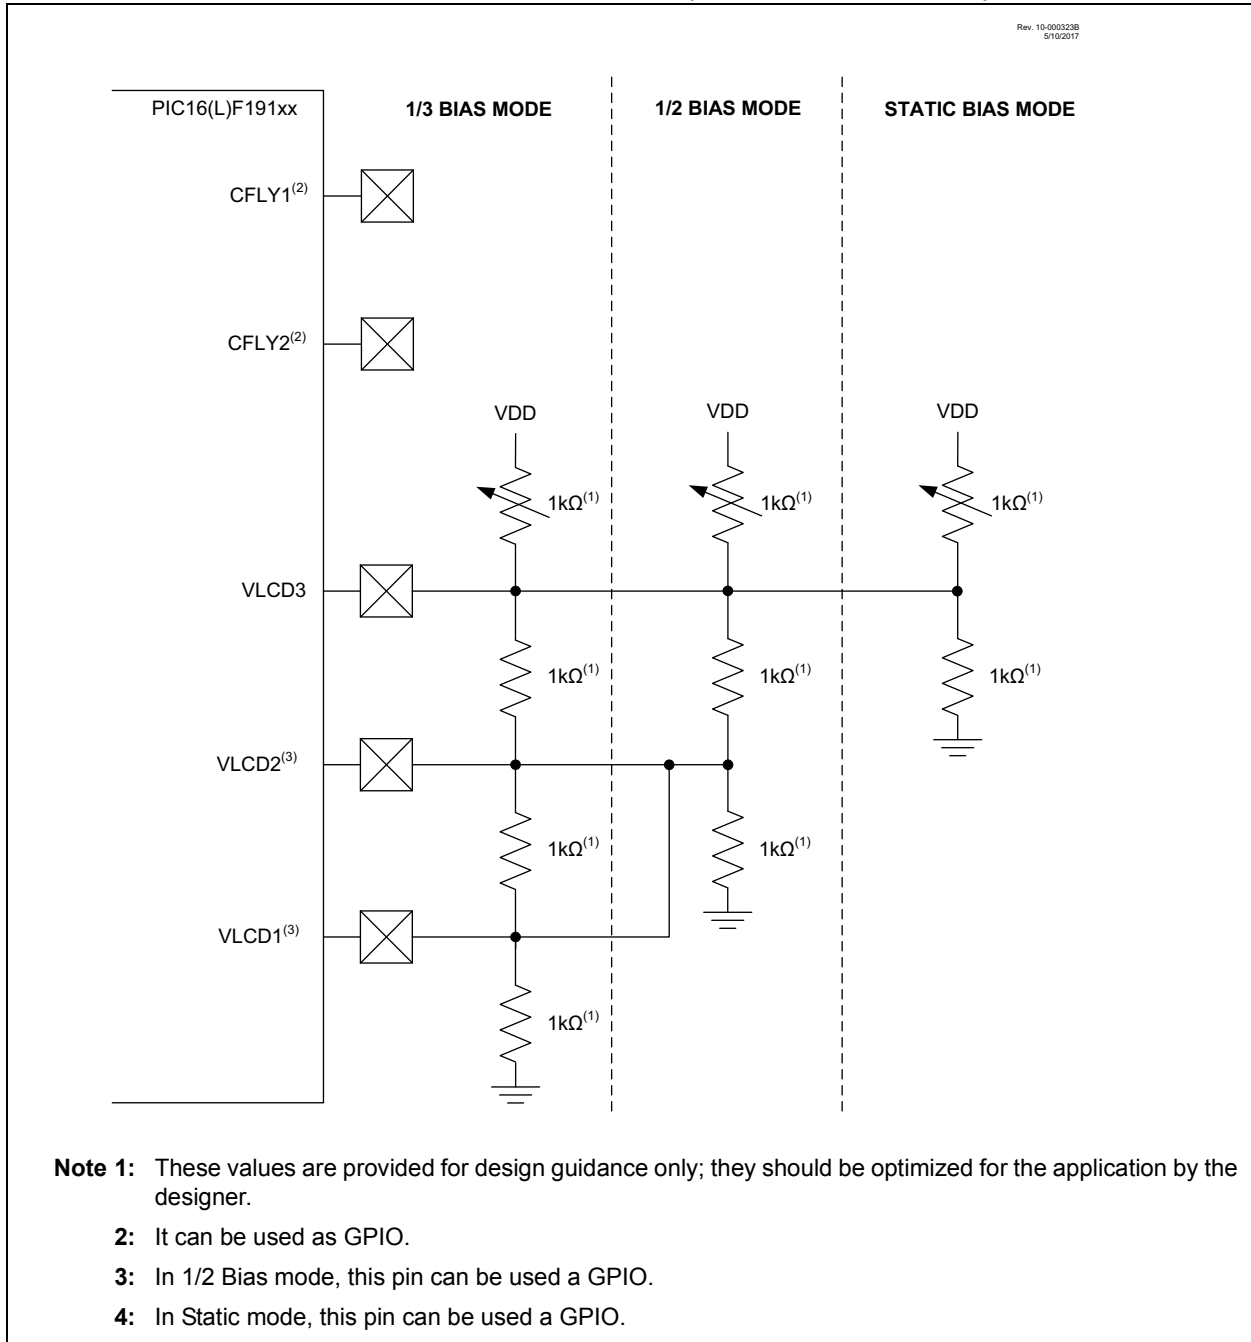 Rev. 10-000323B
5/10/2017
PIC16(L)F191xx
1/3 BIAS MODE
1/2 BIAS MODE
STATIC BIAS MODE
CFLY1(2)
CFLY2(2)
VDD
VDD
VDD
1kΩ(1)
1kΩ(1)
1kΩ(1)
VLCD3
1kΩ(1)
1kΩ(1)
1kΩ(1)
VLCD2(3)
1kΩ(1)
1kΩ(1)
VLCD1(3)
1kΩ(1)
Note 1: These values are provided for design guidance only; they should be optimized for the application by the
designer.
2: It can be used as GPIO.
3: In 1/2 Bias mode, this pin can be used a GPIO.
4: In Static mode, this pin can be used a GPIO.